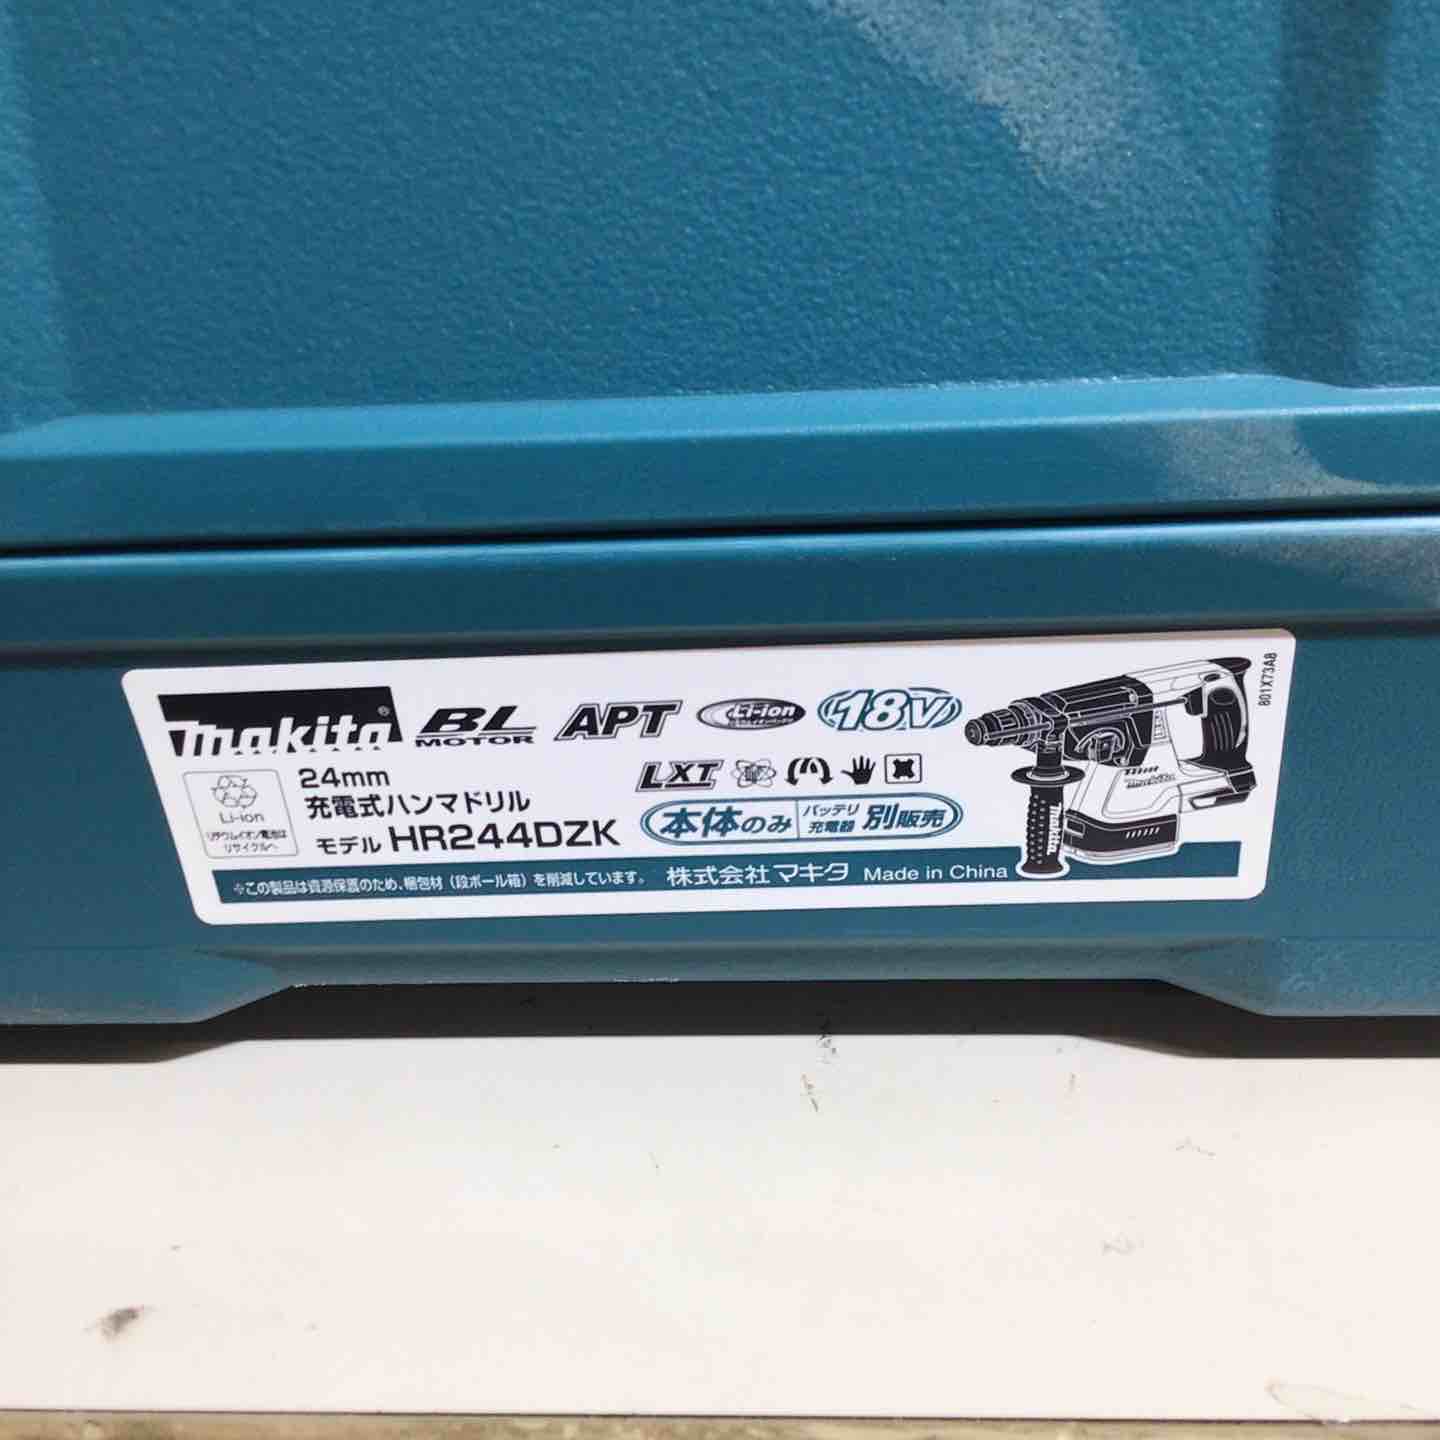 makita®
BL MOTOR
APT
Li-ion
18V
801X73A8
Li-ion
リチウムイオン電池は
リサイクルへ
24mm
充電式ハンマドリル
モデル HR244DZK
LXT
本体のみ
バッテリ
充電器
別販売
makita
makita
※この製品は資源保護のため、梱包材(段ボール箱)を削減しています。
株式会社マキタ Made in China